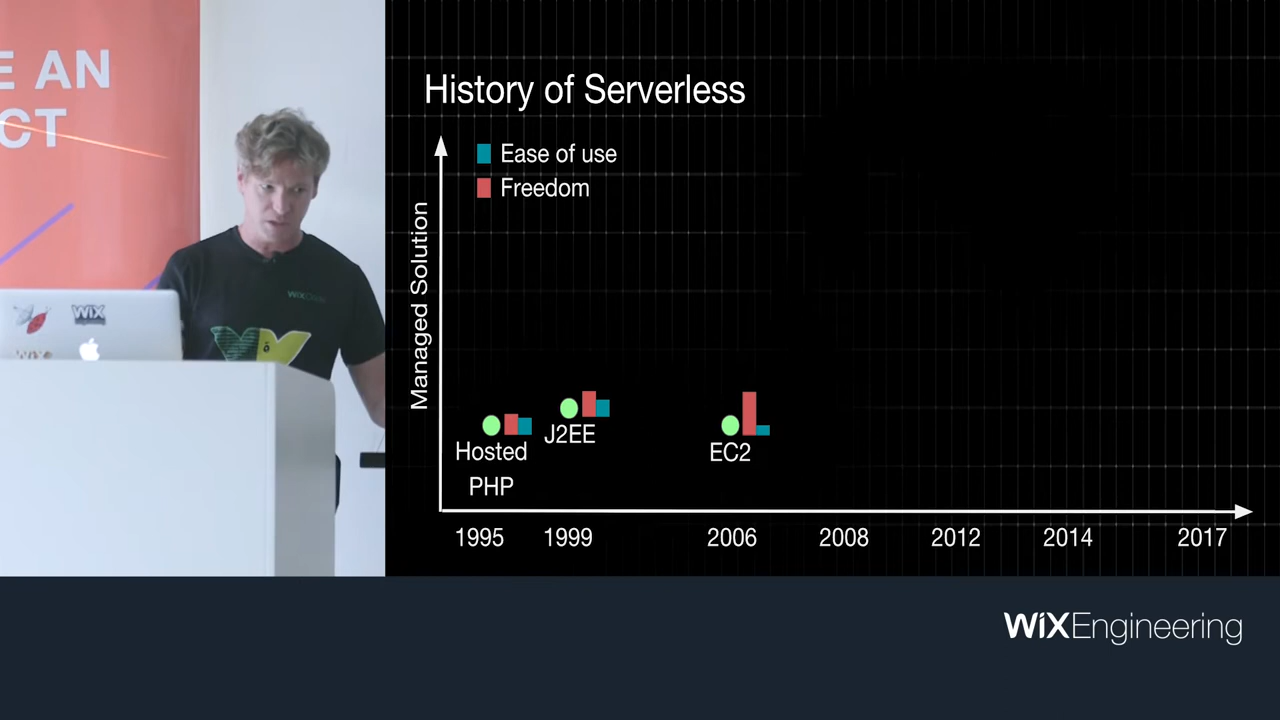 E AN
CT
WiX
WiX
History of Serverless
Ease of use
Freedom
Managed Solution
Hosted
PHP
J2EE
EC2
1995
1999
2006
2008
2012
2014
2017
WiXEngineering